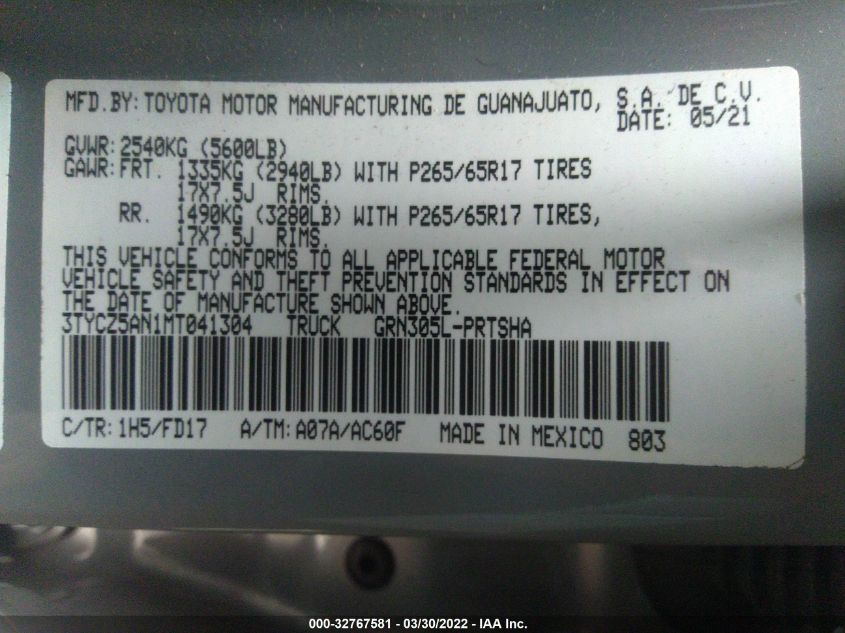 MFD.BY: TOYOTA MOTOR MANUFACTURING DE GUANAJUATO, S.A. DE C.V.
DATE: 05/21
GVWR: 2540KG (5600LB)
GAWR: FRT. 1335KG (2940LB) WITH P265/65R17 TIRES
17X7.5J RIMS.
RR. 1490KG (3280LB) WITH P265/65R17 TIRES,
17X7.5J RIMS.
THIS VEHICLE CONFORMS TO ALL APPLICABLE FEDERAL MOTOR
VEHICLE SAFETY AND THEFT PREVENTION STANDARDS IN EFFECT ON
THE DATE OF MANUFACTURE SHOWN ABOVE.
3TYCZ5AN1MT041304 TRUCK GRN305L-PRTSHA
C/TR: 1H5/FD17 A/TM: A07A/AC60F MADE IN MEXICO 803
000-32767581 - 03/30/2022 - IAA Inc.